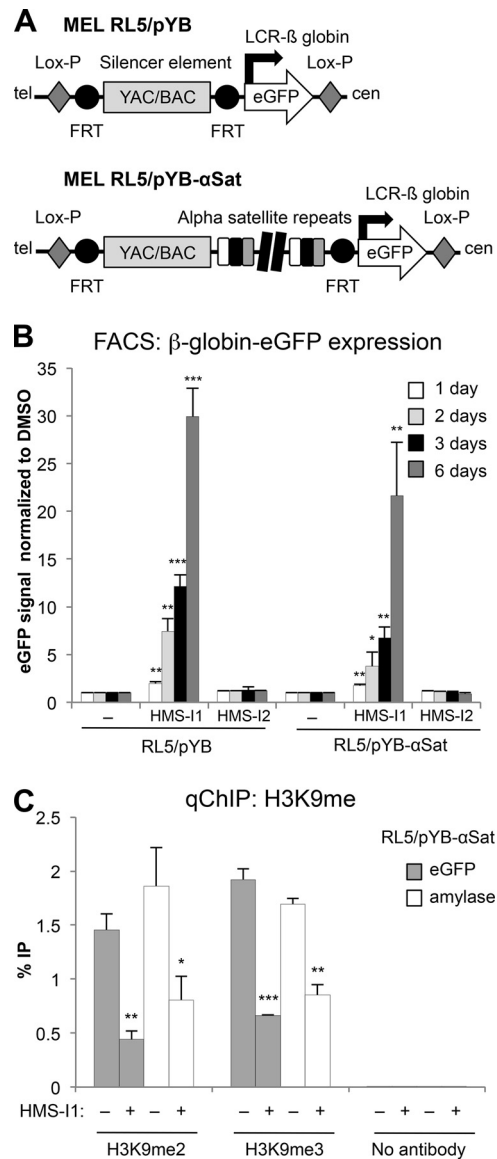 A
MEL RL5/pYB
LCR-ß globin
Lox-P Silencer element Lox-P
tel YAC/BAC eGFP cen
FRT FRT
MEL RL5/pYB-αSat
LCR-ß globin
Lox-P Alpha satellite repeats Lox-P
tel YAC/BAC eGFP cen
FRT FRT
B
FACS: β-globin-eGFP expression
eGFP signal normalized to DMSO
35
30
25
20
15
10
5
0
1 day
2 days
3 days
6 days
** ** *** ***
** * ** **
– HMS-I1 HMS-I2 – HMS-I1 HMS-I2
RL5/pYB RL5/pYB-αSat
C
qChIP: H3K9me
% IP
2.5
2
1.5
1
0.5
0
RL5/pYB-αSat
eGFP
amylase
** * *** **
HMS-I1: – + – + – + – + – + – +
H3K9me2 H3K9me3 No antibody